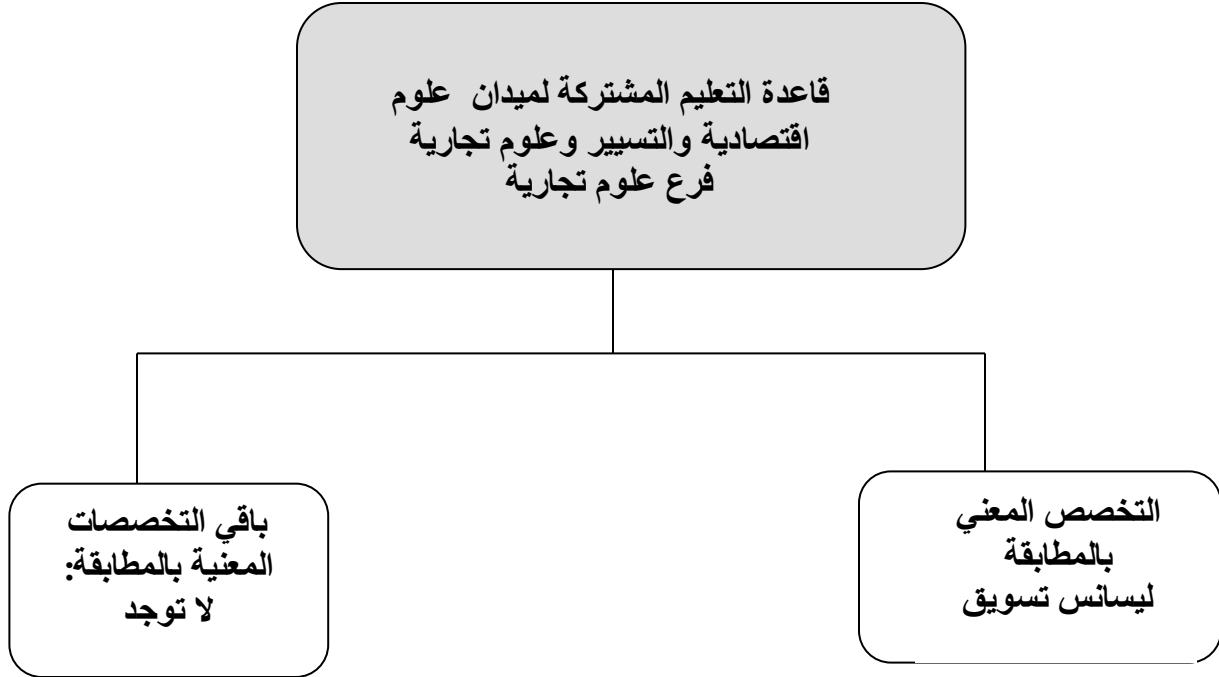 قاعدة التعليم المشتركة لميدان علوم
اقتصادية والتسيير وعلوم تجارية
فرع علوم تجارية
التخصص المعني
بالمطابقة
ليسانس تسويق
باقي التخصصات
المعنية بالمطابقة:
لا توجد